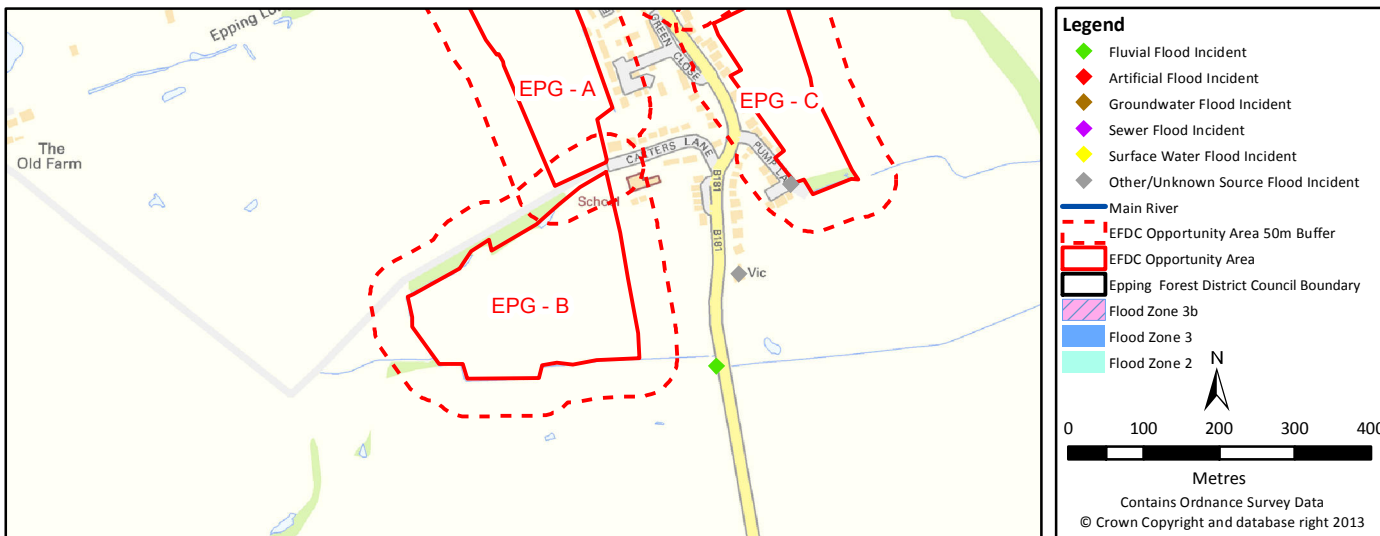 Epping Lo
The
Old Farm
EPG - A
GREEN CLOSE
EPG - C
CARTERS LANE
PUMP LA
B181
School
B181
Vic
EPG - B
Legend
Fluvial Flood Incident
Artificial Flood Incident
Groundwater Flood Incident
Sewer Flood Incident
Surface Water Flood Incident
Other/Unknown Source Flood Incident
Main River
EFDC Opportunity Area 50m Buffer
EFDC Opportunity Area
Epping Forest District Council Boundary
Flood Zone 3b
Flood Zone 3
Flood Zone 2
N
0 100 200 300 400
Metres
Contains Ordnance Survey Data
© Crown Copyright and database right 2013